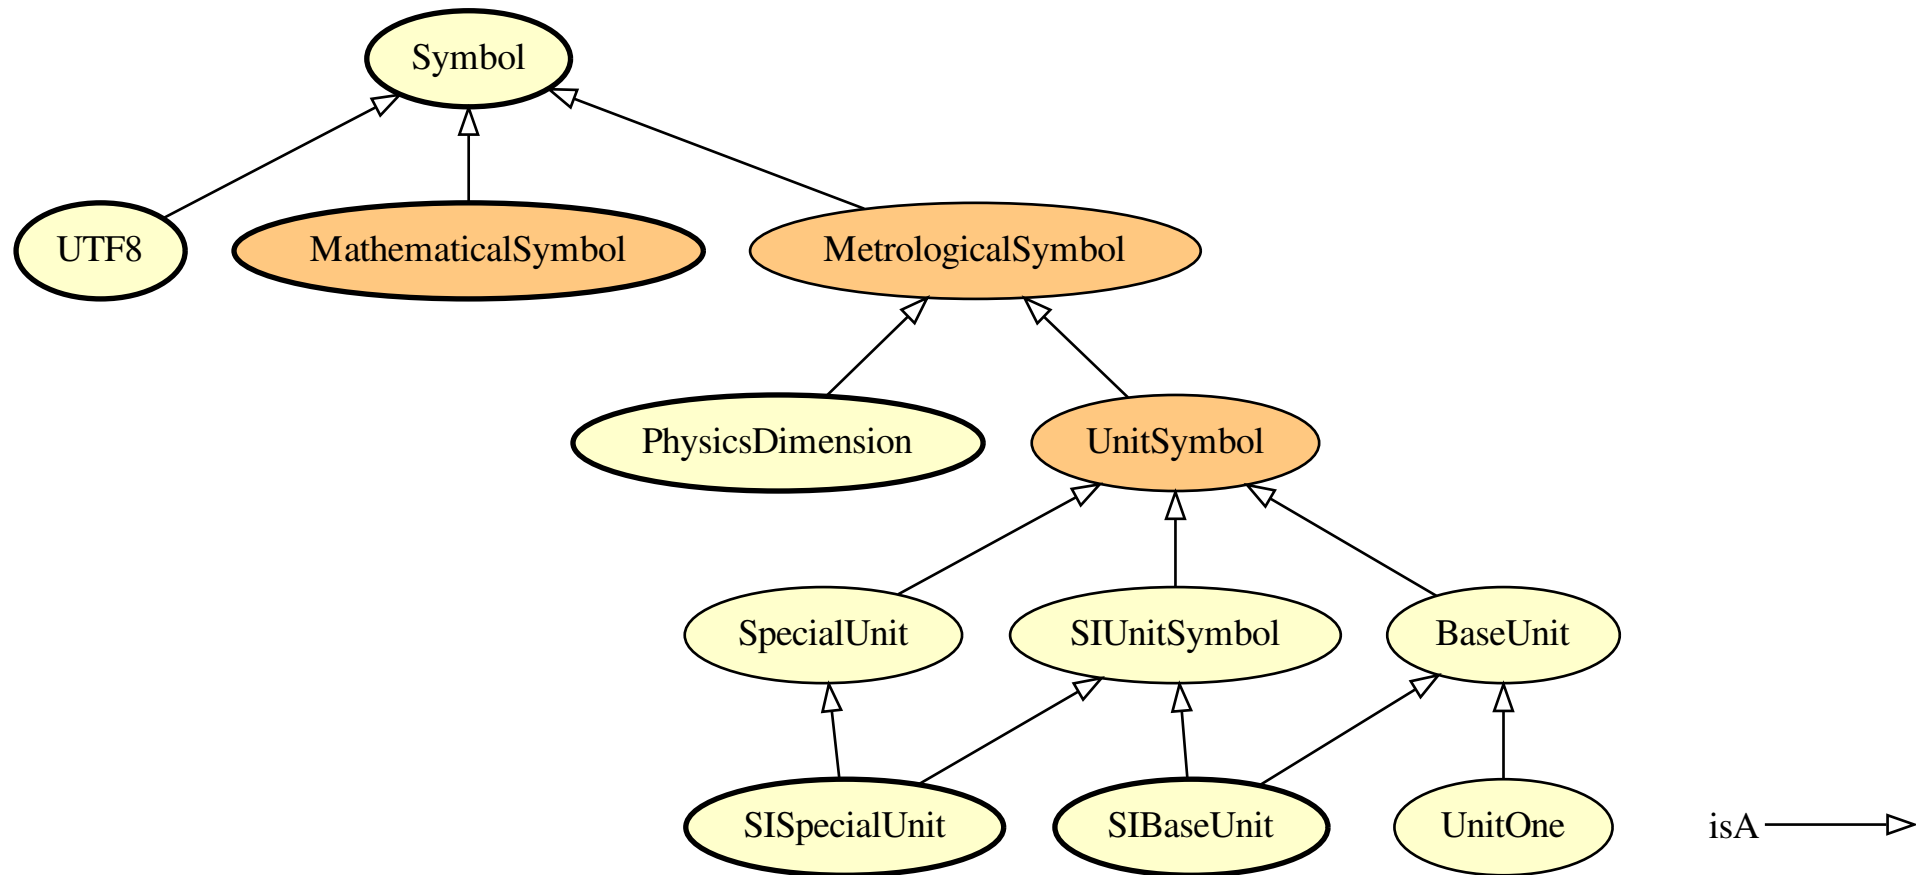 Symbol
UTF8
MathematicalSymbol
MetrologicalSymbol
PhysicsDimension
UnitSymbol
SpecialUnit
SIUnitSymbol
BaseUnit
SISpecialUnit
SIBaseUnit
UnitOne
isA